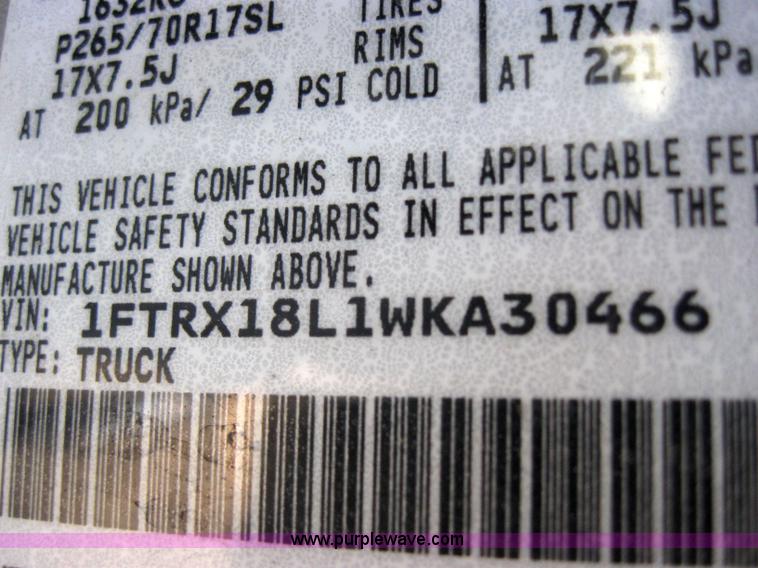 1632KG TIRES
P265/70R17SL RIMS 17X7.5J
17X7.5J AT 221 kPa
AT 200 kPa/ 29 PSI COLD
THIS VEHICLE CONFORMS TO ALL APPLICABLE FED
VEHICLE SAFETY STANDARDS IN EFFECT ON THE
MANUFACTURE SHOWN ABOVE.
VIN: 1FTRX18L1WKA30466
TYPE: TRUCK
www.purplewave.com